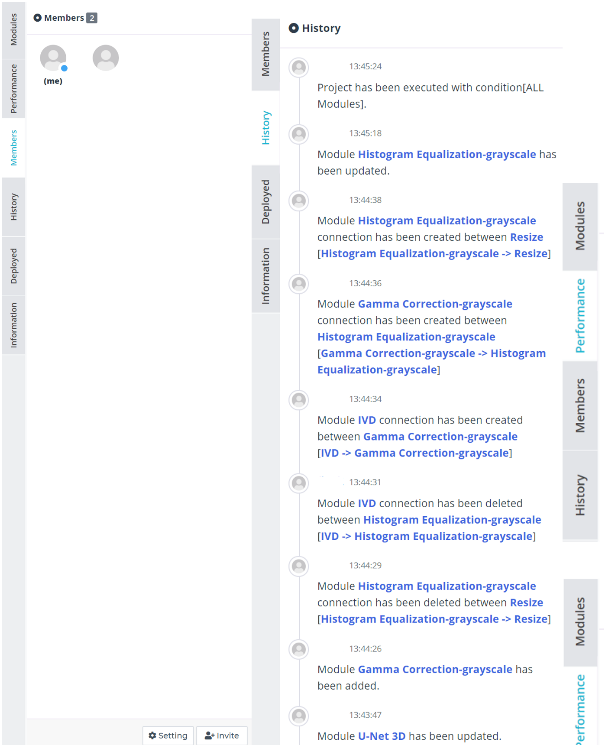 Modules
Performance
Members
History
Deployed
Information
Members 2
(me)
Setting
Invite
Members
History
Deployed
Information
History
13:45:24
Project has been executed with condition[ALL
Modules].
13:45:18
Module Histogram Equalization-grayscale has
been updated.
13:44:38
Module Histogram Equalization-grayscale
connection has been created between Resize
[Histogram Equalization-grayscale -> Resize]
13:44:36
Module Gamma Correction-grayscale
connection has been created between
Histogram Equalization-grayscale
[Gamma Correction-grayscale -> Histogram
Equalization-grayscale]
13:44:34
Module IVD connection has been created
between Gamma Correction-grayscale
[IVD -> Gamma Correction-grayscale]
13:44:31
Module IVD connection has been deleted
between Histogram Equalization-grayscale
[IVD -> Histogram Equalization-grayscale]
13:44:29
Module Histogram Equalization-grayscale
connection has been deleted between Resize
[Histogram Equalization-grayscale -> Resize]
13:44:26
Module Gamma Correction-grayscale has
been added.
13:43:47
Module U-Net 3D has been updated.
Modules
Performance
Members
History
Modules
Performance